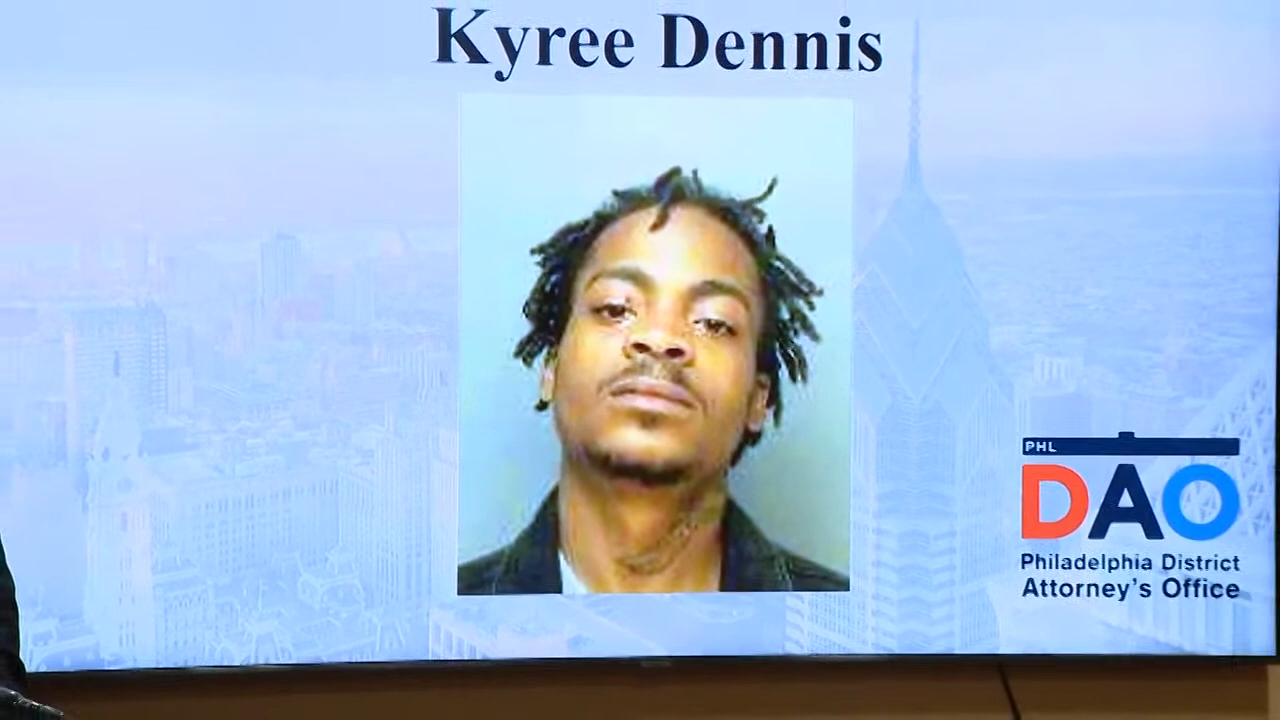 Kyree Dennis
PHL
DAO
Philadelphia District
Attorney's Office